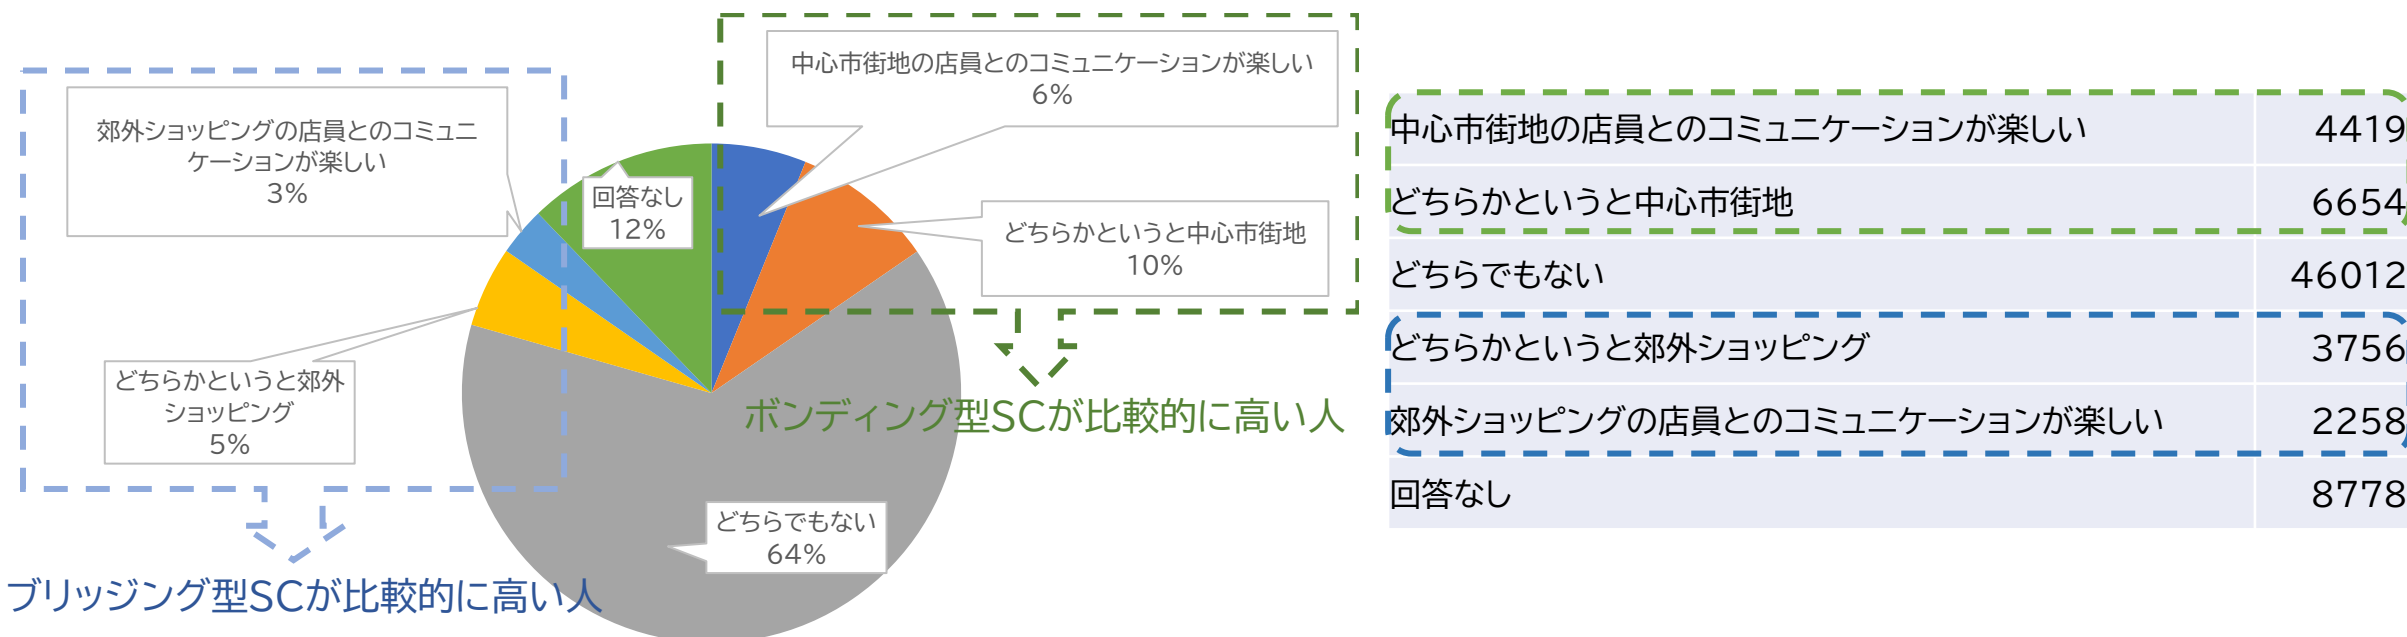 中心市街地の店員とのコミュニケーションが楽しい
6%
郊外ショッピングの店員とのコミュニ
ケーションが楽しい
3%
回答なし
12%
どちらかというと中心市街地
10%
どちらかというと郊外
ショッピング
5%
ボンディング型SCが比較的に高い人
どちらでもない
64%
ブリッジング型SCが比較的に高い人
中心市街地の店員とのコミュニケーションが楽しい 4419
どちらかというと中心市街地 6654
どちらでもない 46012
どちらかというと郊外ショッピング 3756
郊外ショッピングの店員とのコミュニケーションが楽しい 2258
回答なし 8778